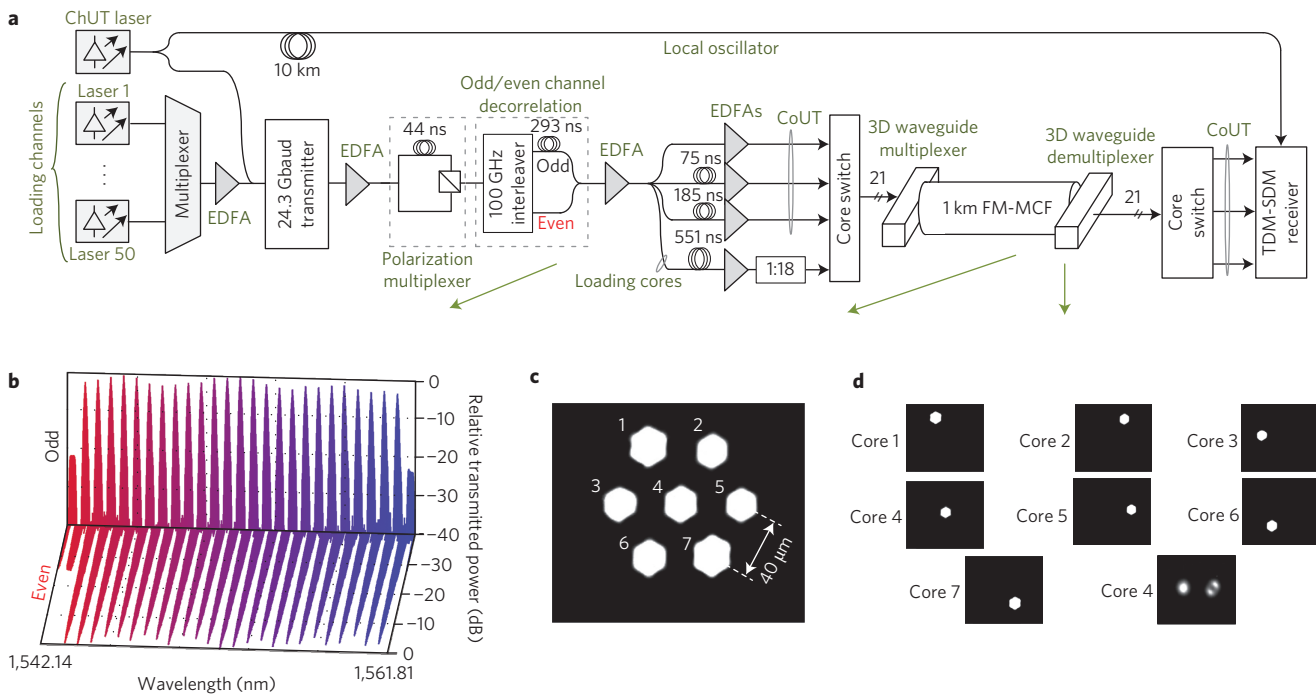 a
ChUT laser
10 km
Local oscillator
Loading channels
Laser 1
⋮
Laser 50
Multiplexer
EDFA
24.3 Gbaud
transmitter
EDFA
44 ns
Polarization
multiplexer
Odd/even channel
decorrelation
293 ns
100 GHz
interleaver
Odd
Even
EDFA
EDFAs
75 ns
185 ns
551 ns
Loading cores
1:18
CoUT
Core switch
3D waveguide
multiplexer
21
1 km FM-MCF
3D waveguide
demultiplexer
21
Core
switch
CoUT
TDM-SDM
receiver
b
Odd
Even
0
−10
−20
−30
−40
−30
−20
−10
0
Relative transmitted power (dB)
1,542.14
1,561.81
Wavelength (nm)
c
1
2
3
4
5
6
7
40 µm
d
Core 1
Core 2
Core 3
Core 4
Core 5
Core 6
Core 7
Core 4